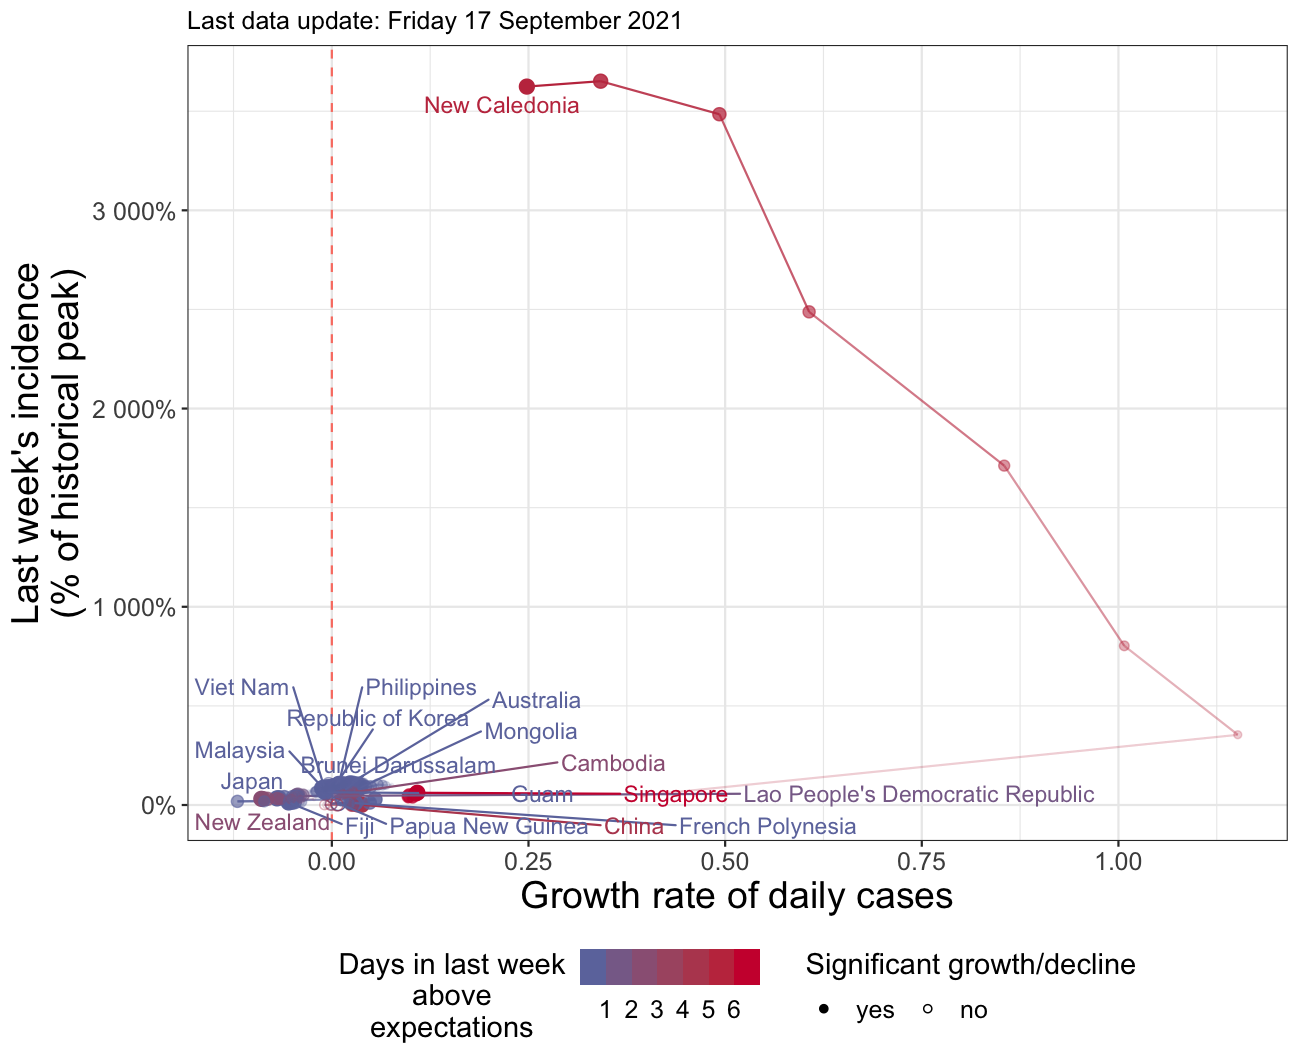 Last data update: Friday 17 September 2021
New Caledonia
3 000%
2 000%
1 000%
0%
Last week's incidence
(% of historical peak)
Viet Nam
Philippines
Australia
Republic of Korea
Mongolia
Malaysia
Brunei Darussalam
Cambodia
Japan
Guam
Singapore
Lao People's Democratic Republic
New Zealand
Fiji
Papua New Guinea
China
French Polynesia
0.00
0.25
0.50
0.75
1.00
Growth rate of daily cases
Days in last week
above
expectations
1 2 3 4 5 6
Significant growth/decline
yes
no